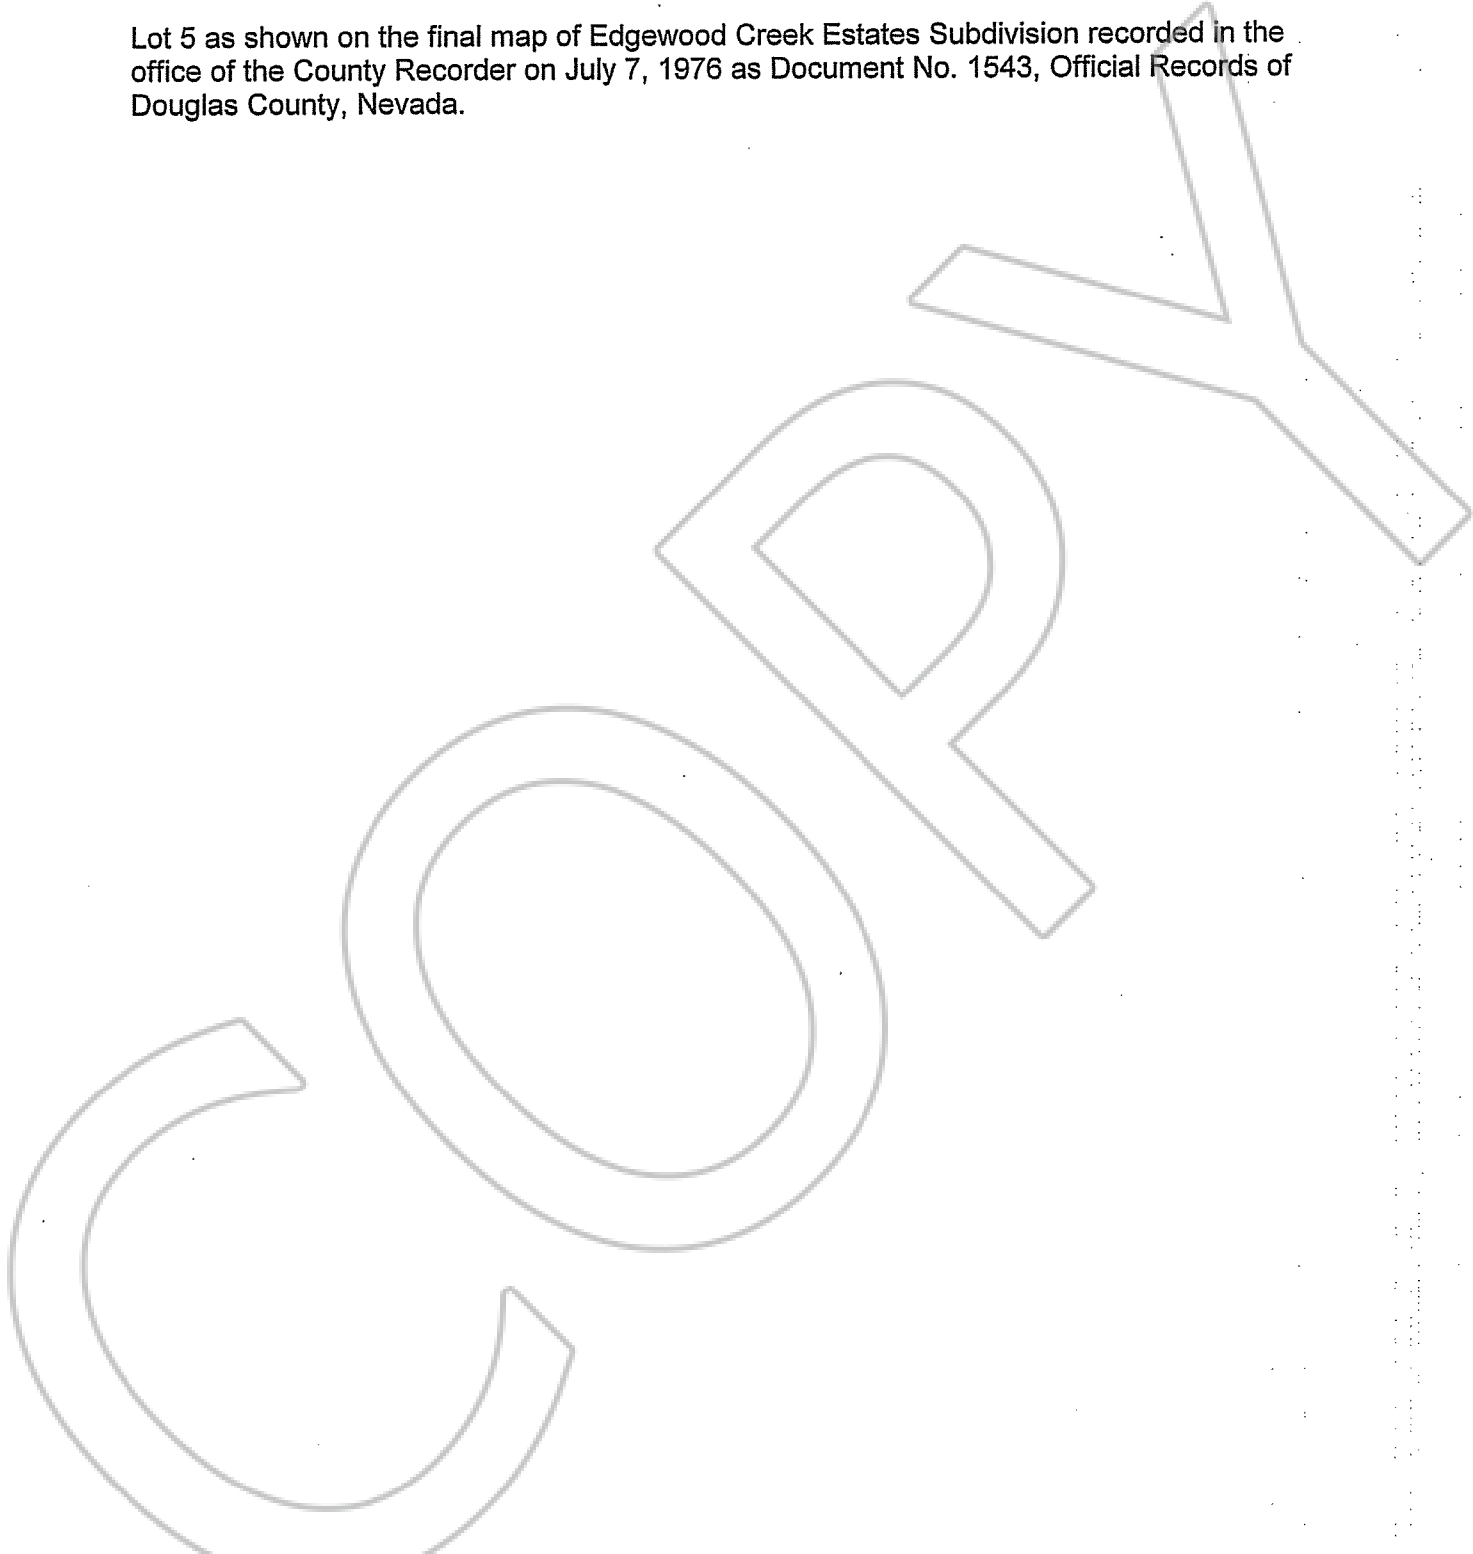 Lot 5 as shown on the final map of Edgewood Creek Estates Subdivision recorded in the
office of the County Recorder on July 7, 1976 as Document No. 1543, Official Records of
Douglas County, Nevada.
COPY